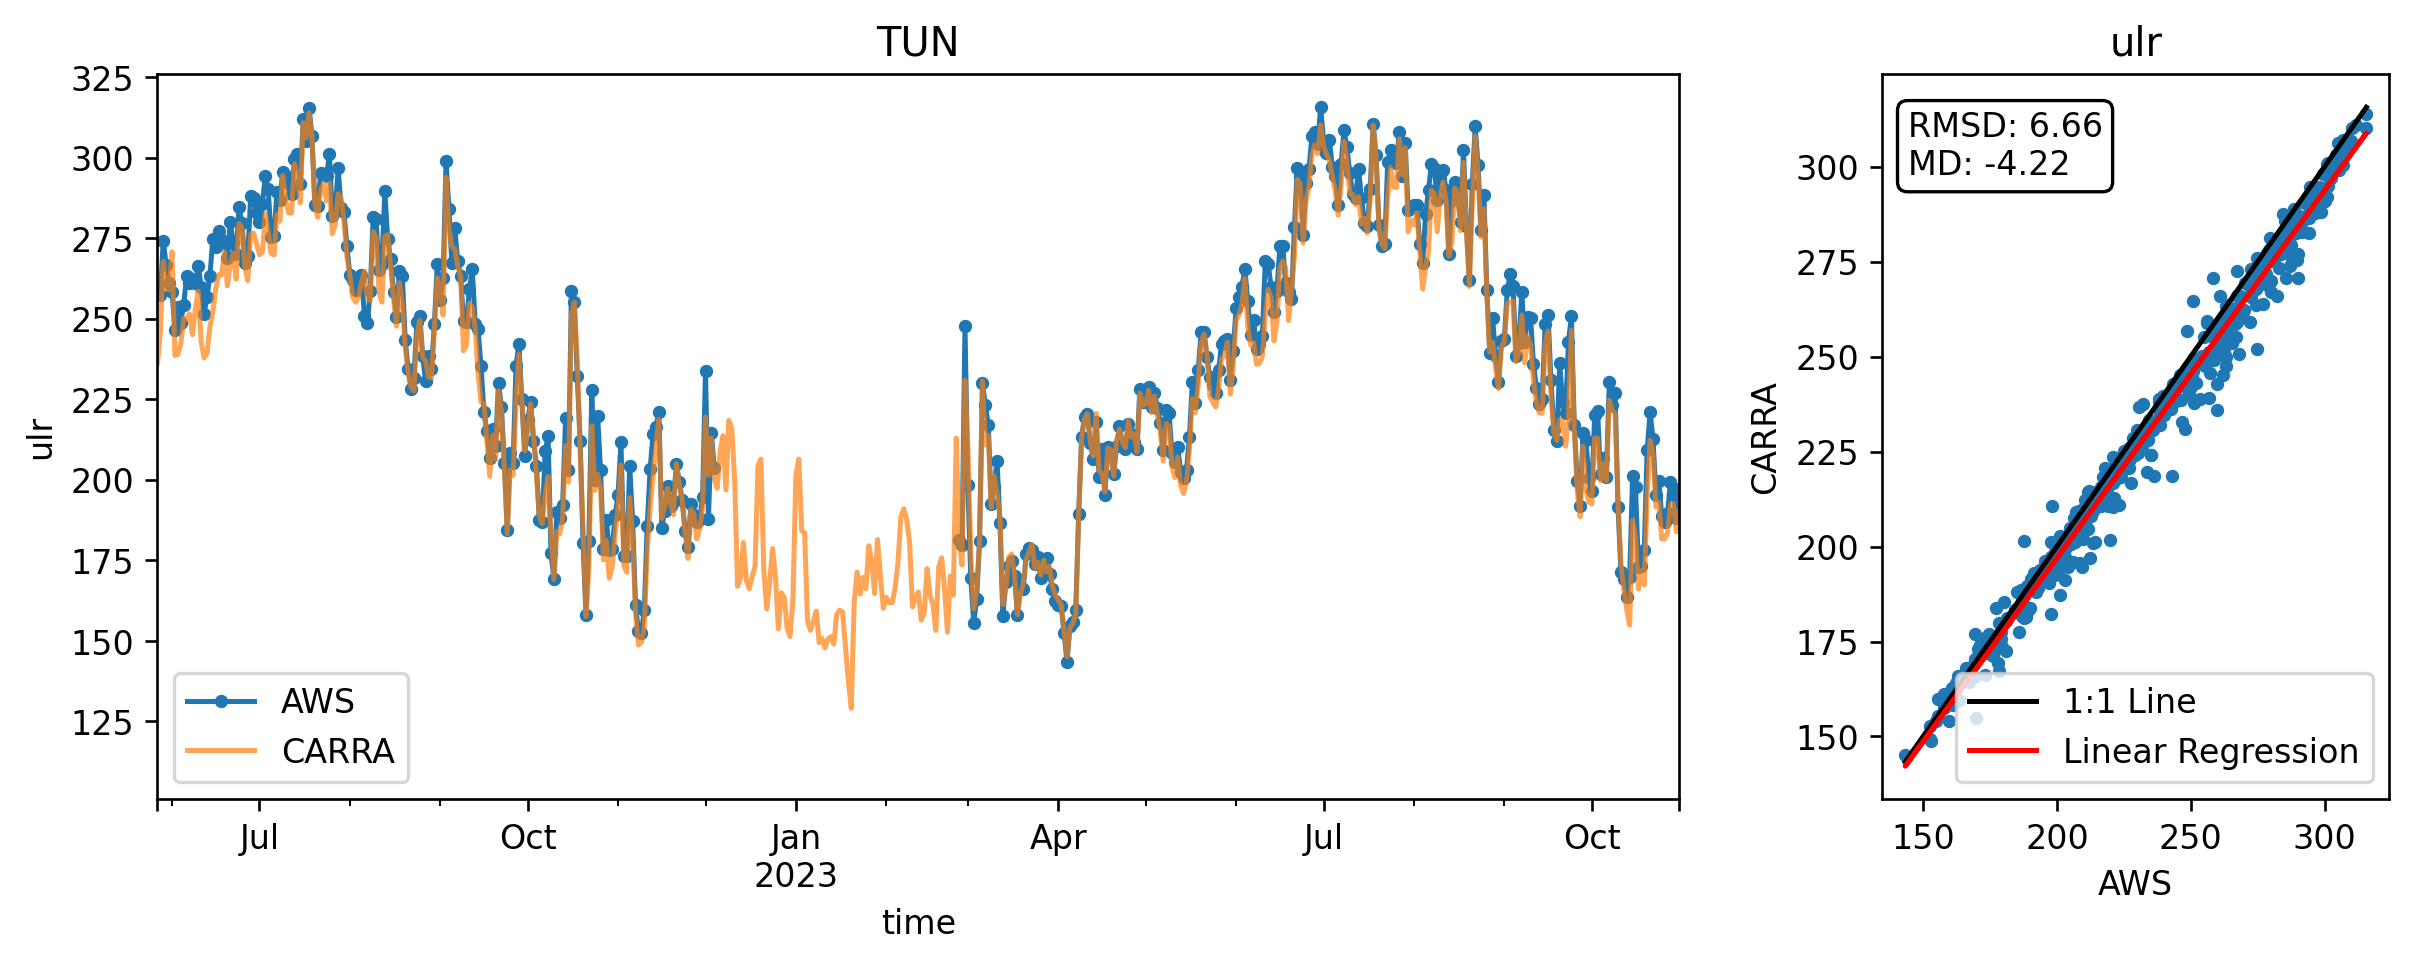 TUN
325
300
275
250
225
200
175
150
125
ulr
AWS
CARRA
Jul
Oct
Jan
2023
Apr
Jul
Oct
time
ulr
RMSD: 6.66
MD: -4.22
300
275
250
225
200
175
150
CARRA
1:1 Line
Linear Regression
150
200
250
300
AWS